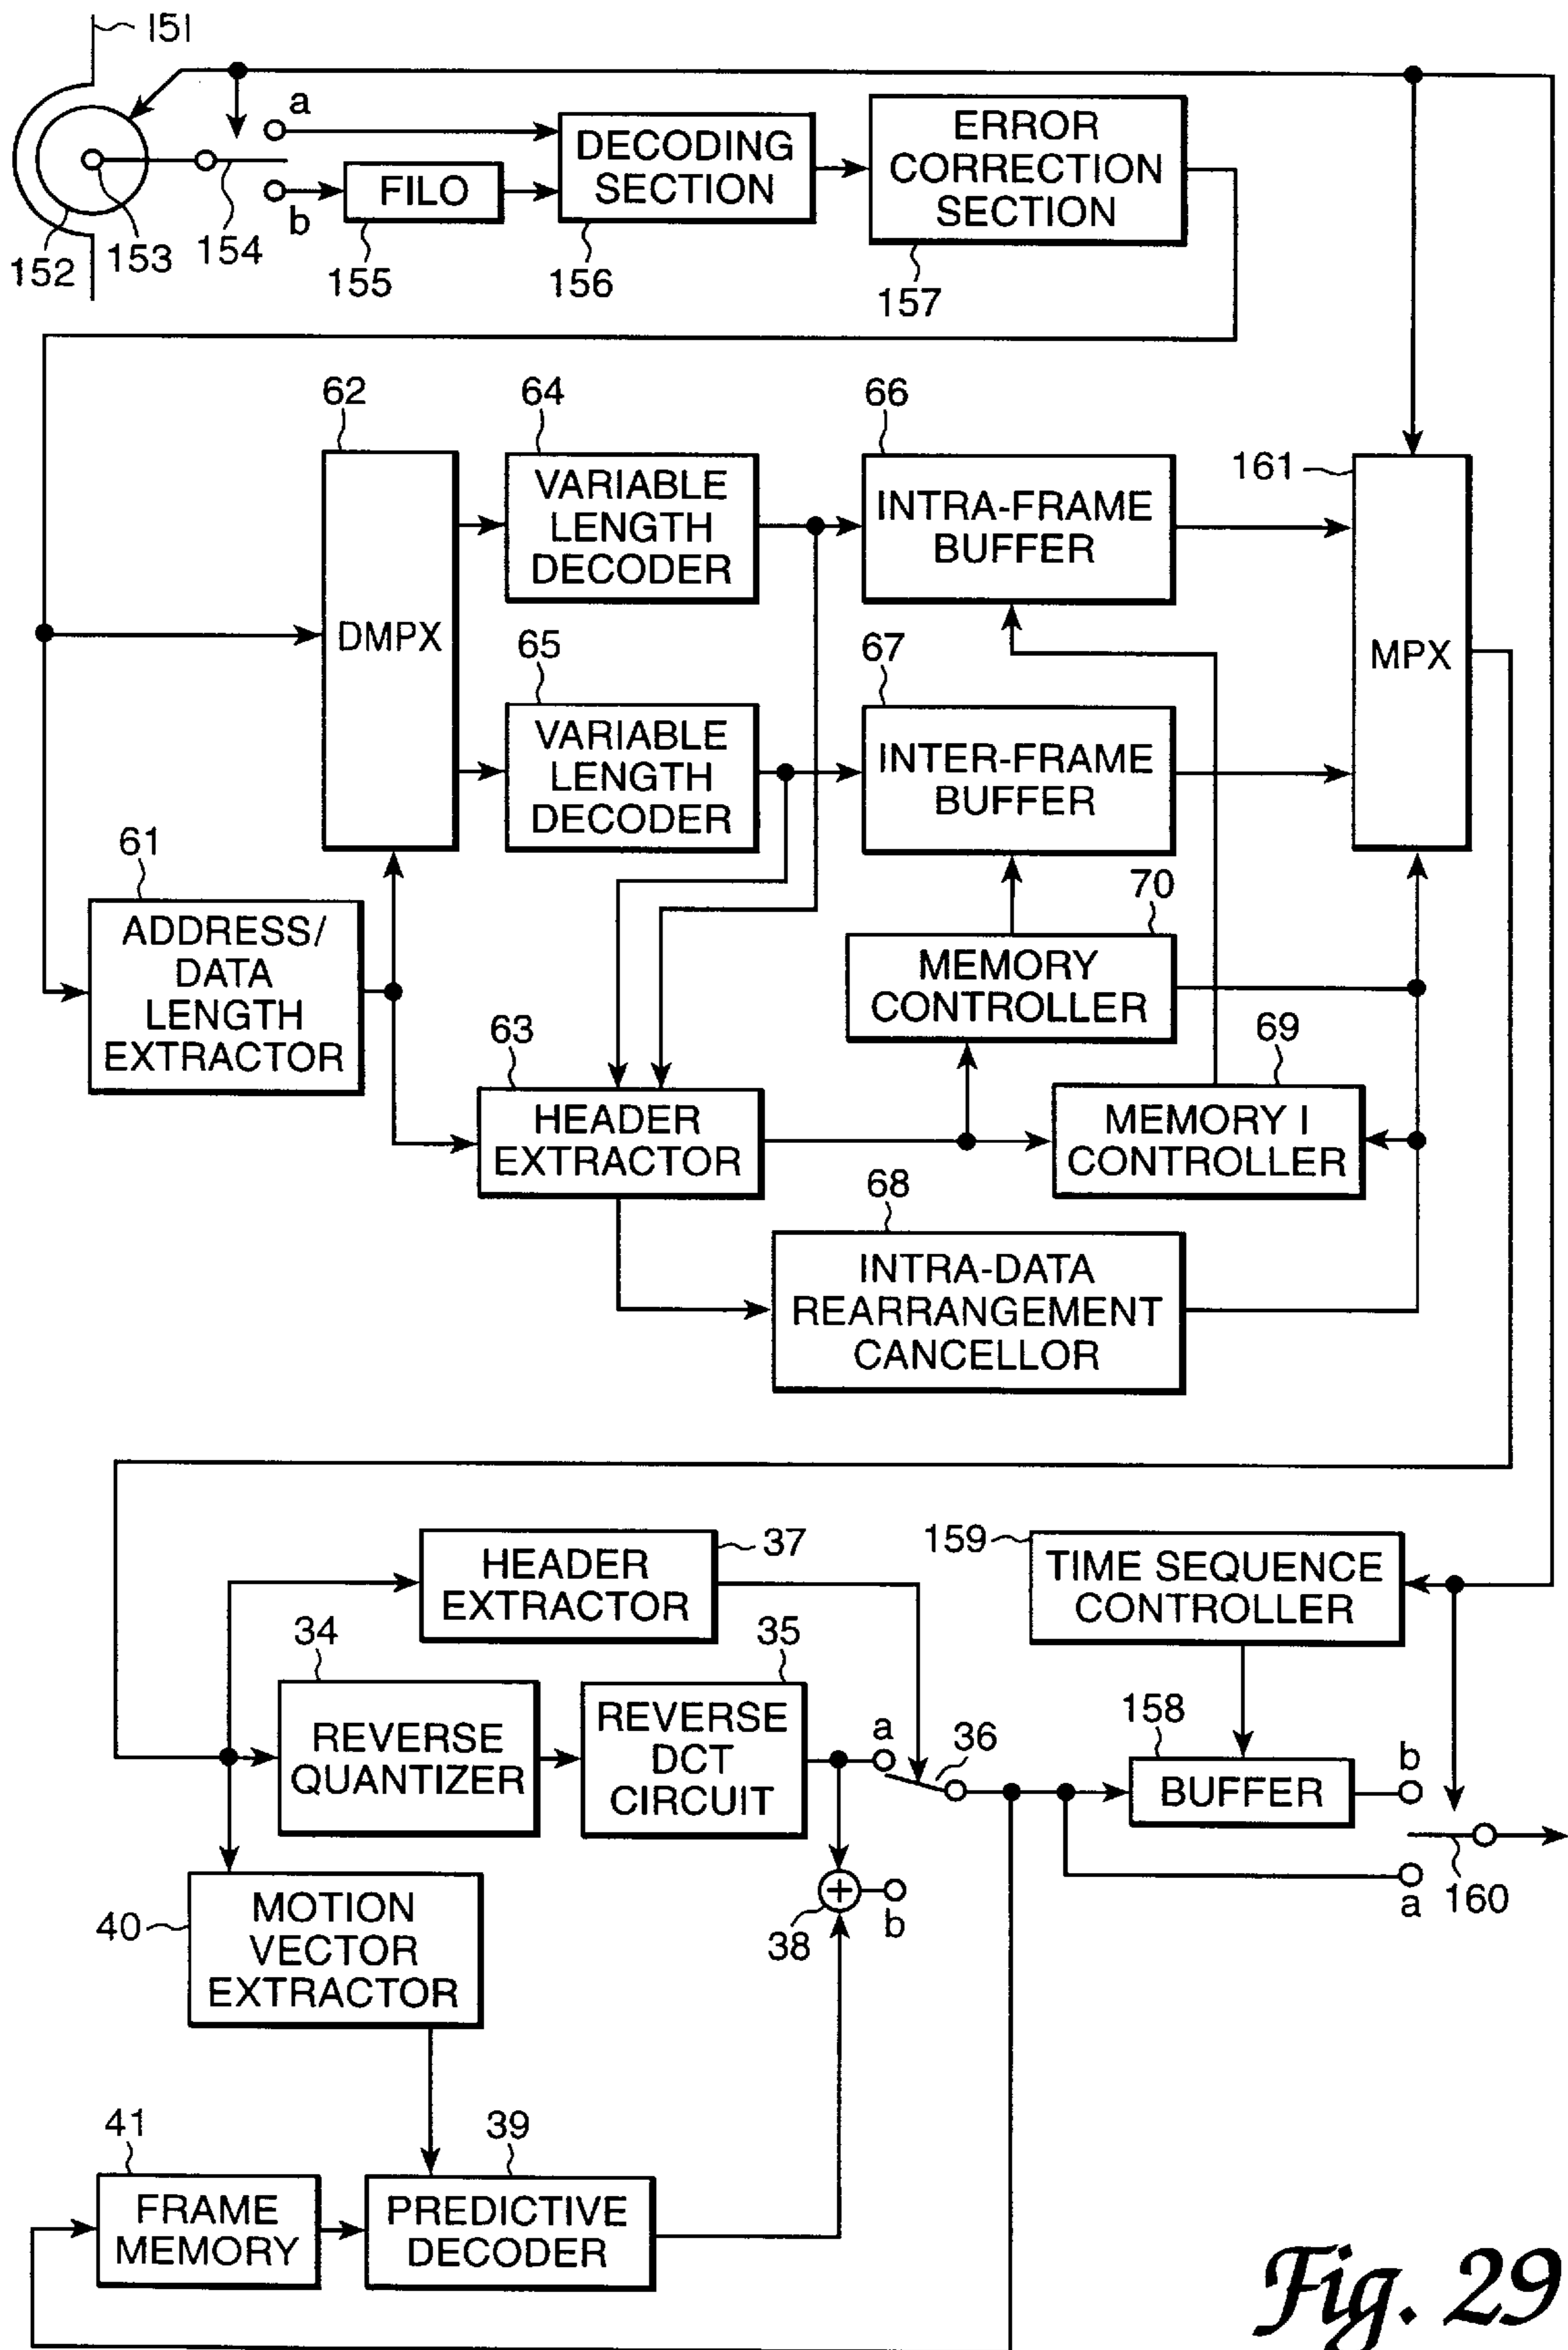 151
a
b
152
153
154
FILO
155
DECODING
SECTION
156
ERROR
CORRECTION
SECTION
157
62
DMPX
64
VARIABLE
LENGTH
DECODER
66
INTRA-FRAME
BUFFER
161
MPX
65
VARIABLE
LENGTH
DECODER
67
INTER-FRAME
BUFFER
61
ADDRESS/
DATA
LENGTH
EXTRACTOR
70
MEMORY
CONTROLLER
63
HEADER
EXTRACTOR
69
MEMORY I
CONTROLLER
68
INTRA-DATA
REARRANGEMENT
CANCELLOR
37
HEADER
EXTRACTOR
159
TIME SEQUENCE
CONTROLLER
34
REVERSE
QUANTIZER
35
REVERSE
DCT
CIRCUIT
a
36
158
BUFFER
b
38
b
a
160
40
MOTION
VECTOR
EXTRACTOR
41
FRAME
MEMORY
39
PREDICTIVE
DECODER
Fig. 29